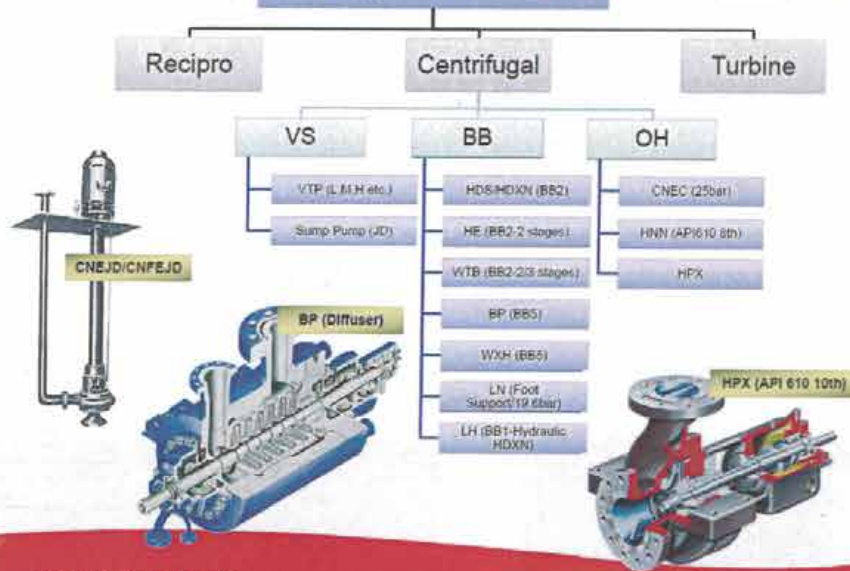 Recipro
Centrifugal
Turbine
VS
BB
OH
VTP (L,M,H etc.)
HDS/HDXN (BB2)
CNEC (25bar)
Sump Pump (JD)
HE (BB2-2 stages)
HNN (API610 8th)
CNEJD/CNFEJD
WTB (BB2-2/3 stages)
HPX
BP (Diffuser)
BP (BB5)
WXH (BB5)
HPX (API 610 10th)
LN (Foot
Support/19.6bar)
LH (BB1-Hydraulic
HDXN)